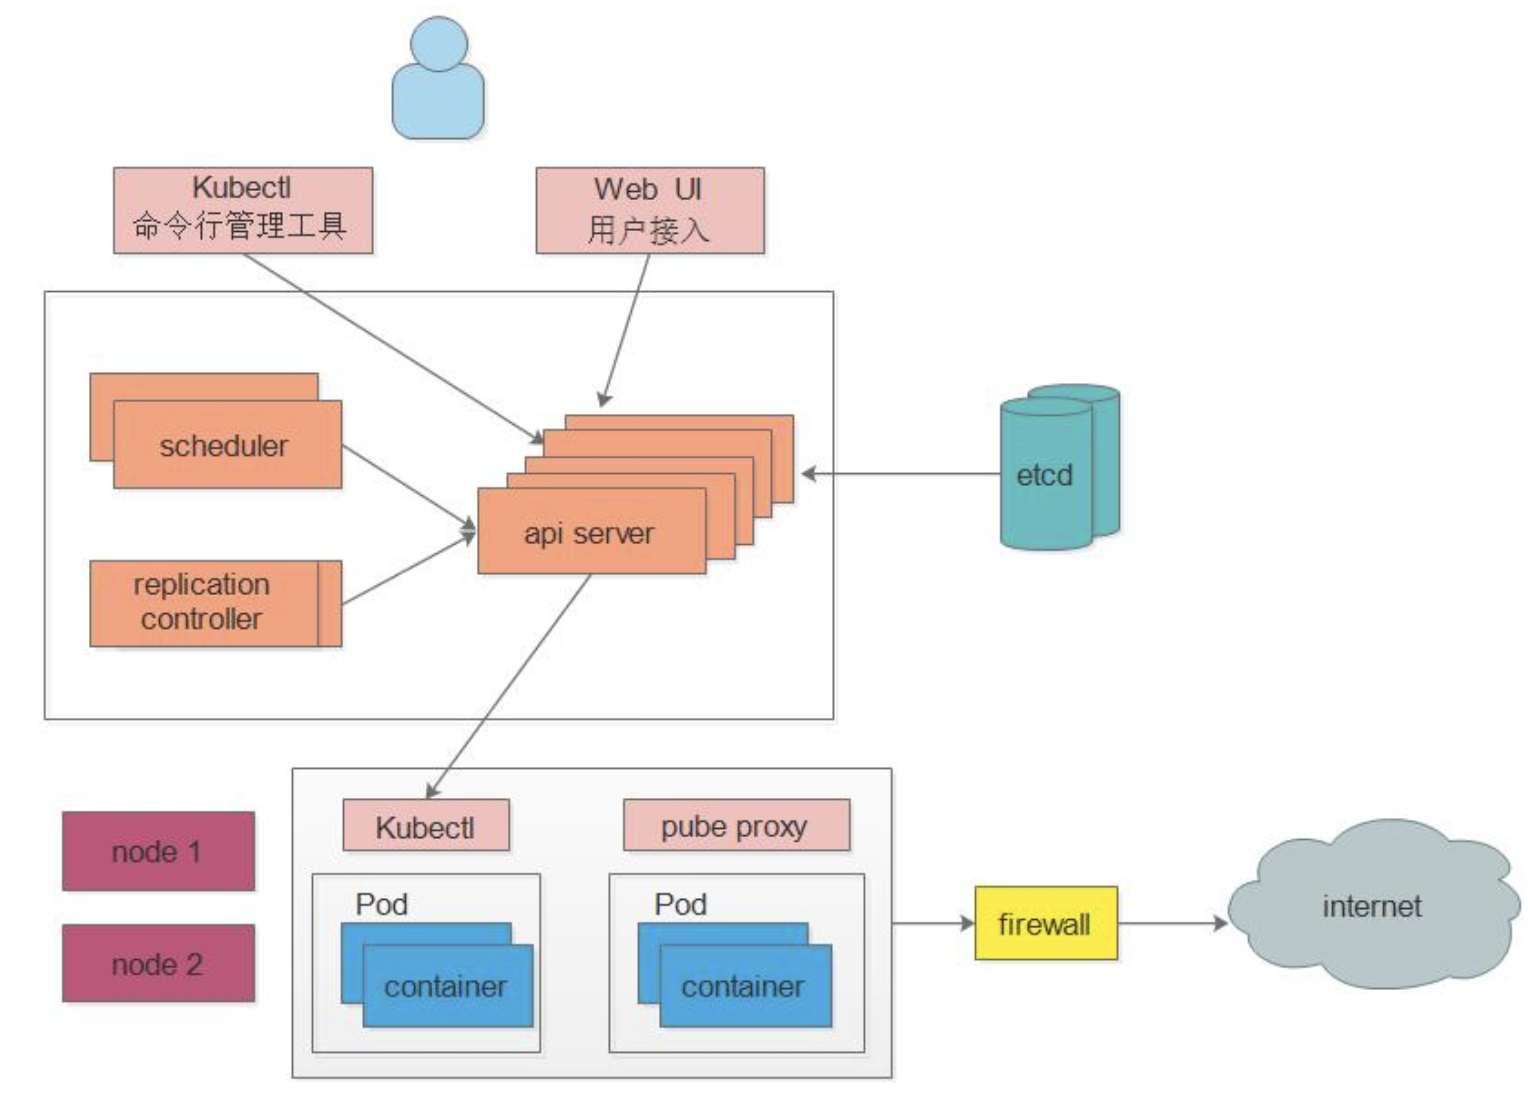 Kubectl
命令行管理工具
Web UI
用户接入
scheduler
replication
controller
api server
etcd
node 1
node 2
Kubectl
pube proxy
Pod
container
Pod
container
firewall
internet